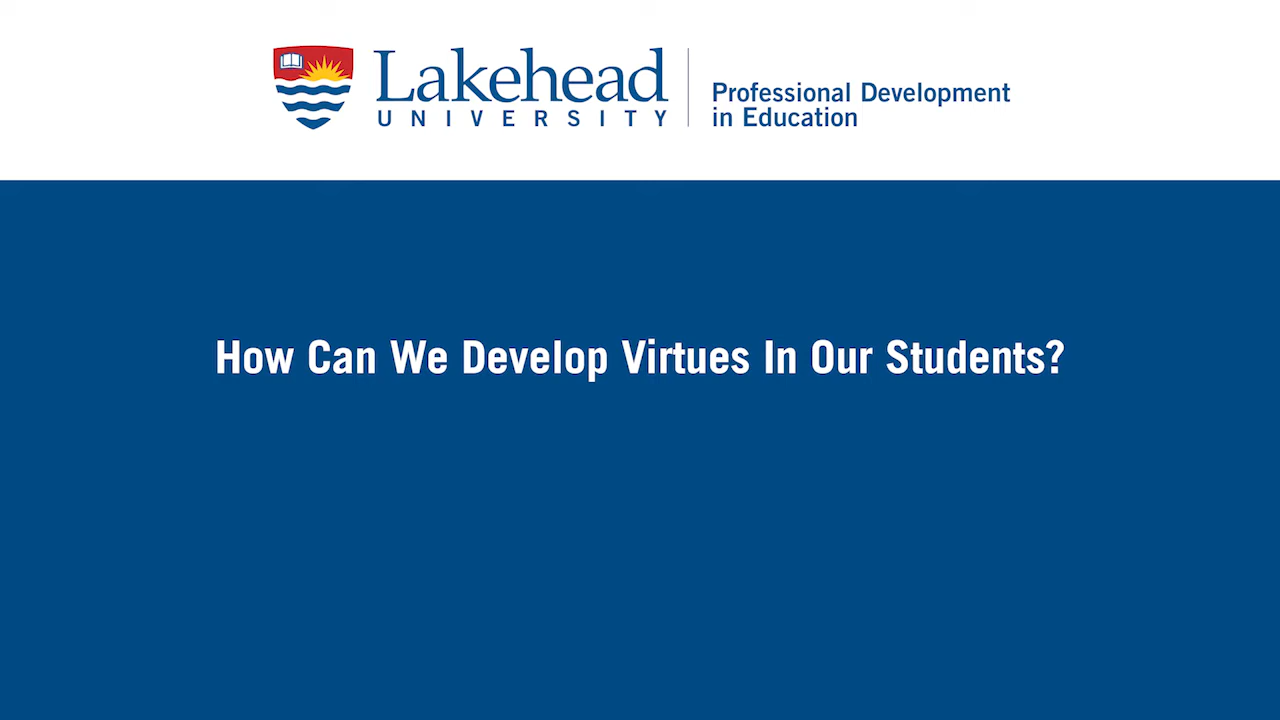 Lakehead
UNIVERSITY
Professional Development
in Education
How Can We Develop Virtues In Our Students?